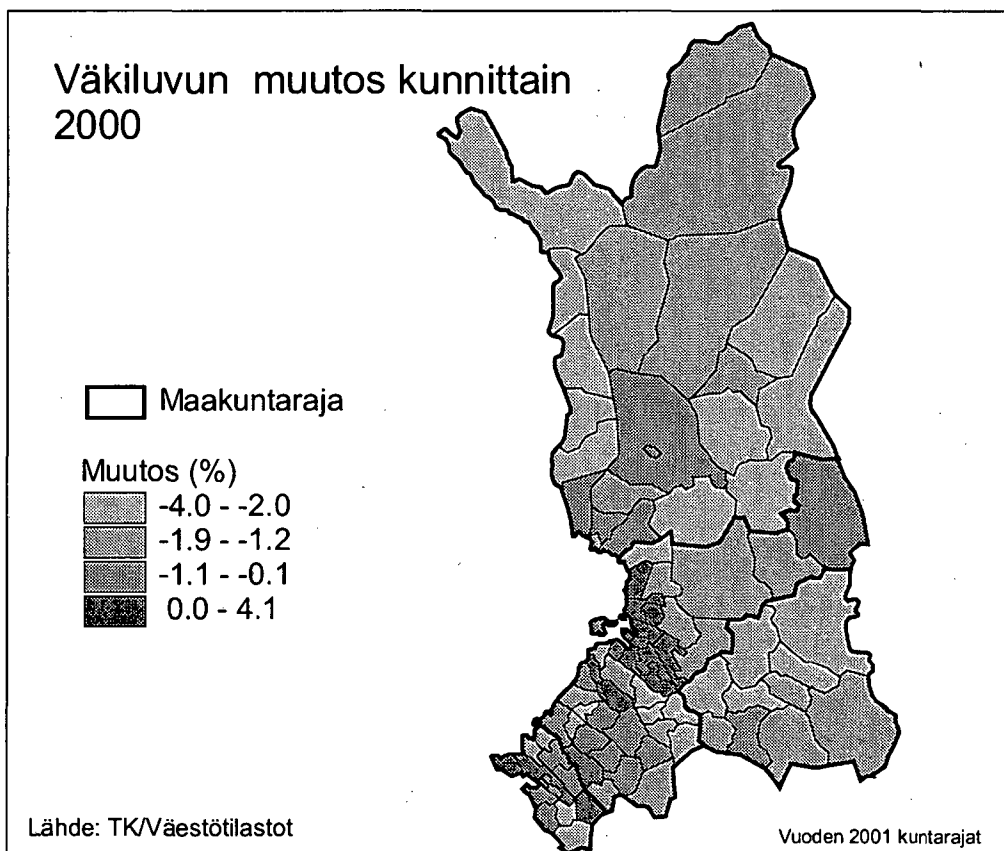 Väkiluvun muutos kunnittain
2000
Maakuntaraja
Muutos (%)
-4.0 - -2.0
-1.9 - -1.2
-1.1 - -0.1
0.0 - 4.1
Lähde: TK/Väestötilastot
Vuoden 2001 kuntarajat